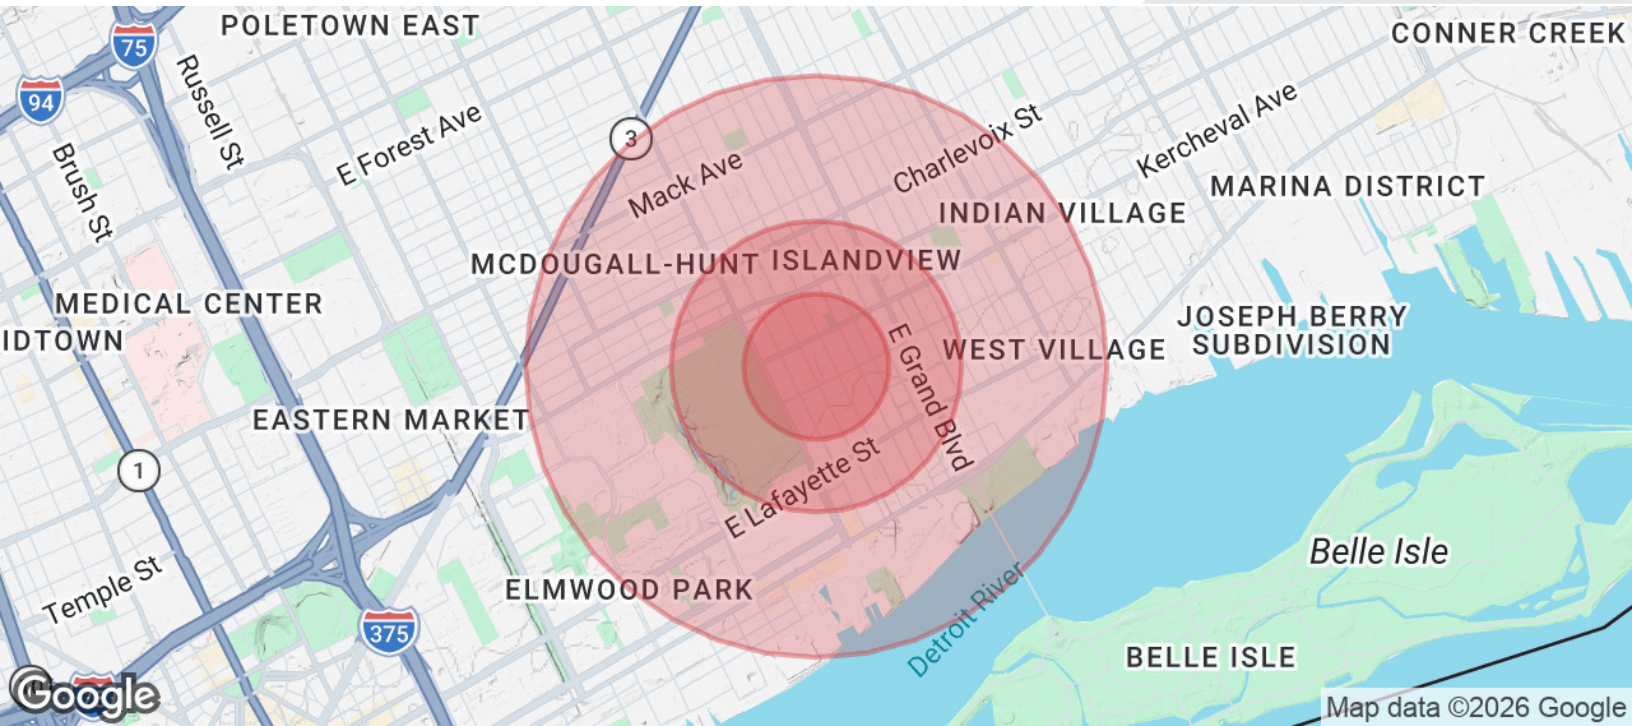 POLETOWN EAST
CONNER CREEK
75
94
Russell St
Brush St
E Forest Ave
3
Mack Ave
Charlevoix St
Kercheval Ave
MARINA DISTRICT
INDIAN VILLAGE
MCDOUGALL-HUNT
ISLANDVIEW
MEDICAL CENTER
IDTOWN
E Grand Blvd
WEST VILLAGE
JOSEPH BERRY
SUBDIVISION
EASTERN MARKET
1
E Lafayette St
Temple St
ELMWOOD PARK
375
Detroit River
Belle Isle
BELLE ISLE
Google
Map data ©2026 Google